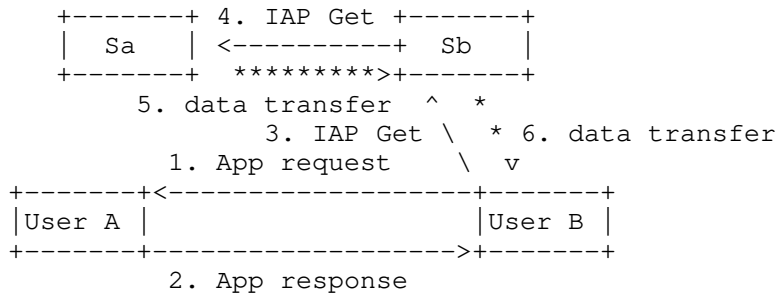 4. IAP Get
Sa Sb
5. data transfer
3. IAP Get 6. data transfer
1. App request
User A User B
2. App response